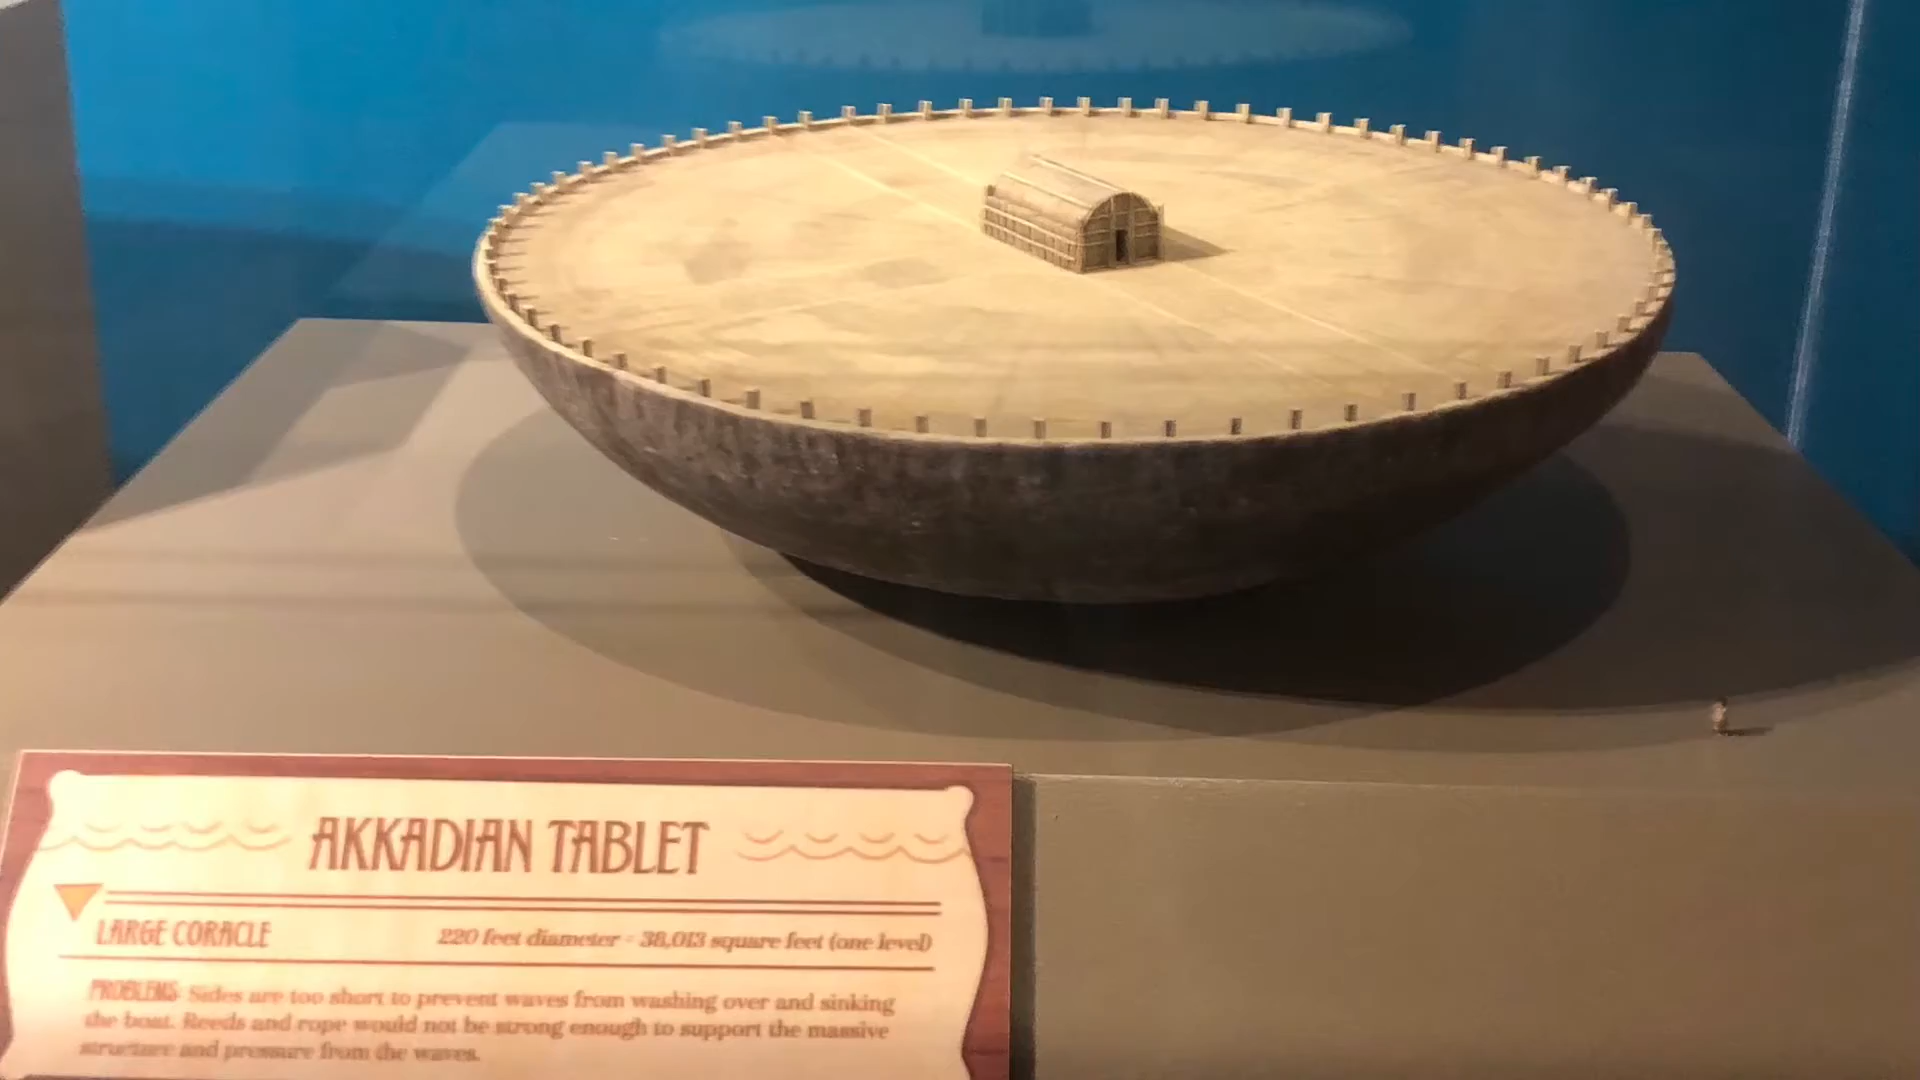 AKKADIAN TABLET
LARGE CORACLE 220 feet diameter - 38,013 square feet (one level)
PROBLEMS: Sides are too short to prevent waves from washing over and sinking
the boat. Reeds and rope would not be strong enough to support the massive
structure and pressure from the waves.